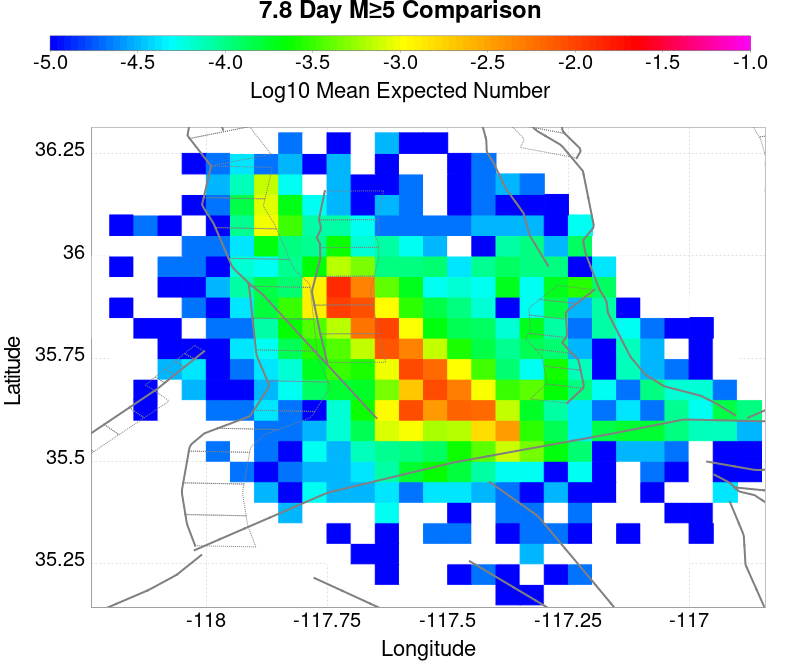 7.8 Day M≥5 Comparison
-5.0 -4.5 -4.0 -3.5 -3.0 -2.5 -2.0 -1.5 -1.0
Log10 Mean Expected Number
36.25
36
35.75
35.5
35.25
Latitude
-118 -117.75 -117.5 -117.25 -117
Longitude